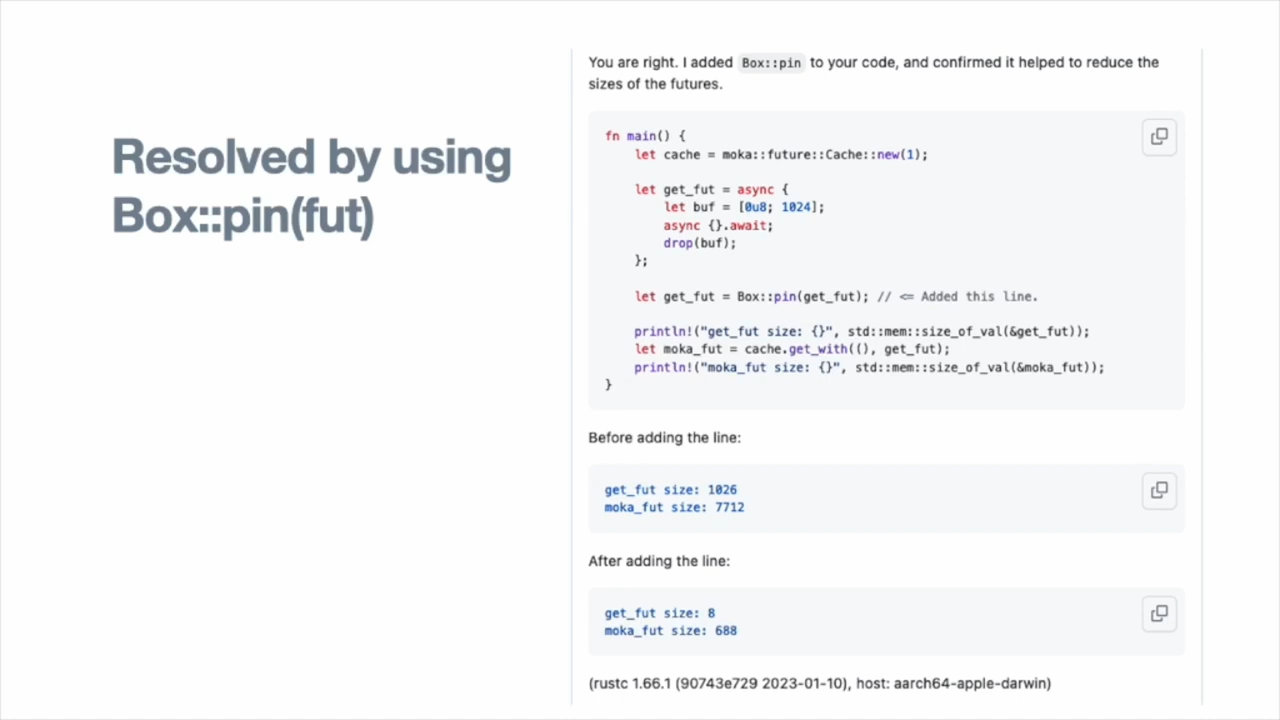 Resolved by using
Box::pin(fut)
You are right. I added Box::pin to your code, and confirmed it helped to reduce the
sizes of the futures.
fn main() {
    let cache = moka::future::Cache::new(1);
    let get_fut = async {
        let buf = [0u8; 1024];
        async {}.await;
        drop(buf);
    };
    let get_fut = Box::pin(get_fut); // <= Added this line.
    println!("get_fut size: {}", std::mem::size_of_val(&get_fut));
    let moka_fut = cache.get_with((), get_fut);
    println!("moka_fut size: {}", std::mem::size_of_val(&moka_fut));
}
Before adding the line:
get_fut size: 1026
moka_fut size: 7712
After adding the line:
get_fut size: 8
moka_fut size: 688
(rustc 1.66.1 (90743e729 2023-01-10), host: aarch64-apple-darwin)